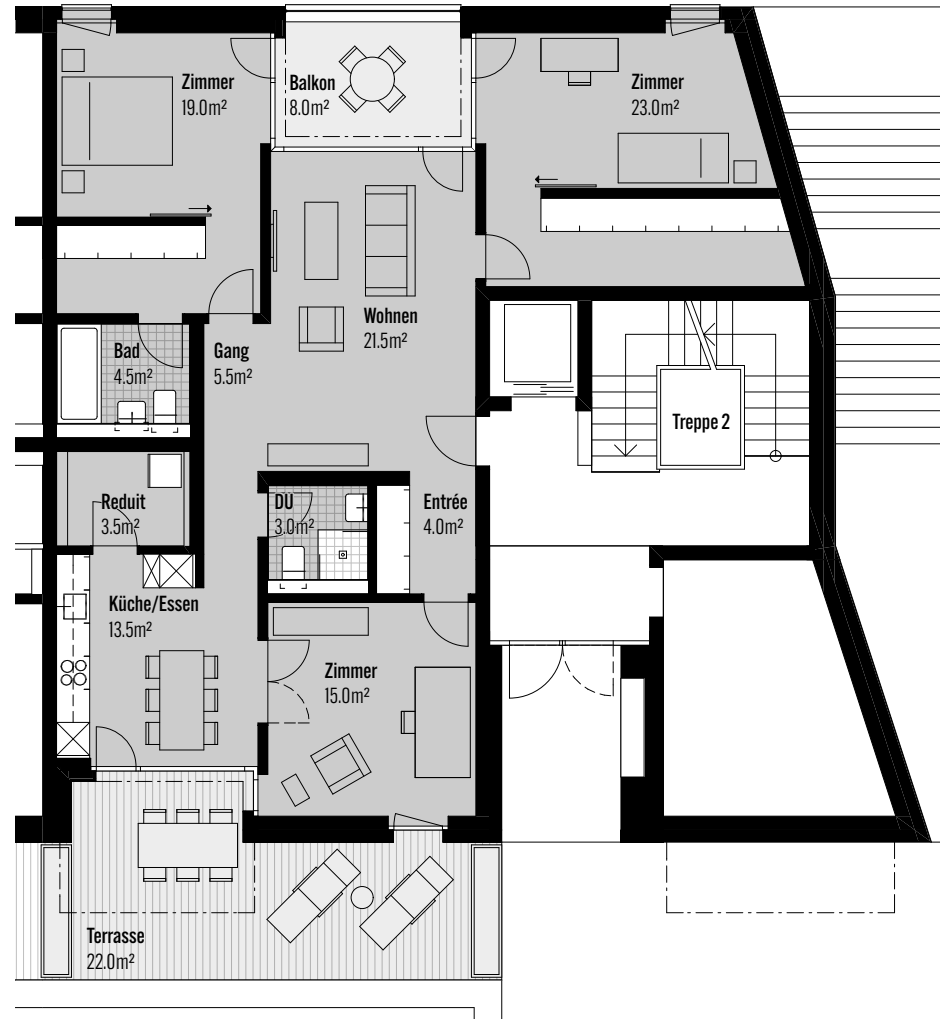 Zimmer
19.0m²
Balkon
8.0m²
Zimmer
23.0m²
Wohnen
21.5m²
Bad
4.5m²
Gang
5.5m²
Treppe 2
Reduit
3.5m²
DU
3.0m²
Entrée
4.0m²
Küche/Essen
13.5m²
Zimmer
15.0m²
Terrasse
22.0m²